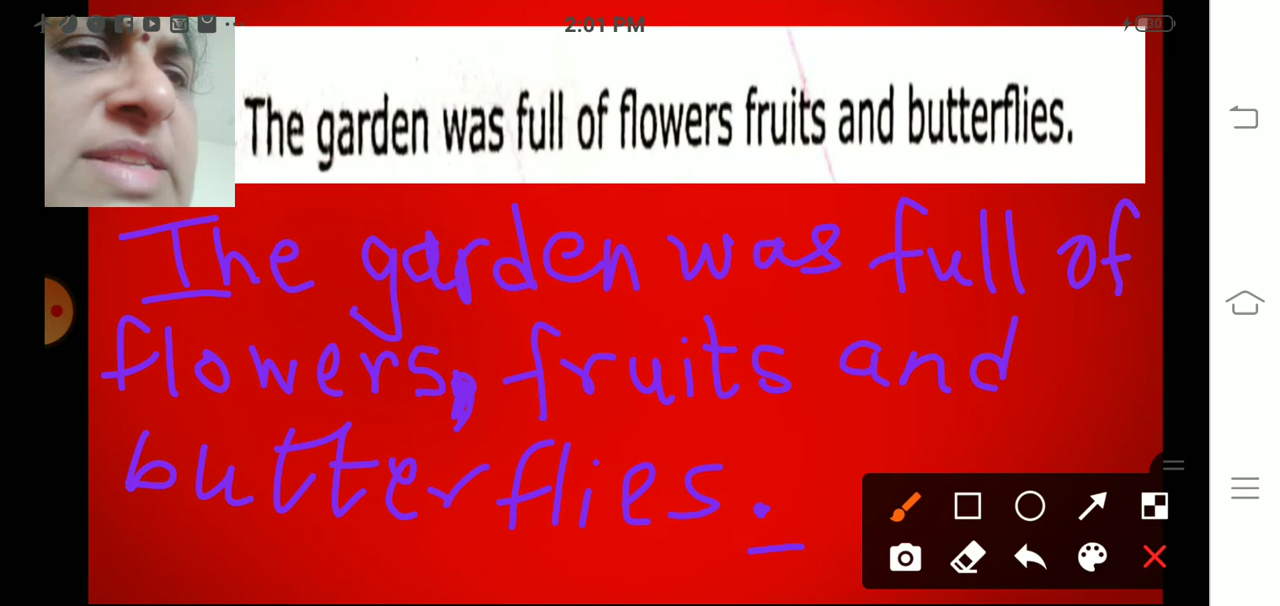 2:01 PM
30
The garden was full of flowers fruits and butterflies.
The garden was full of
flowers, fruits and
butterflies.